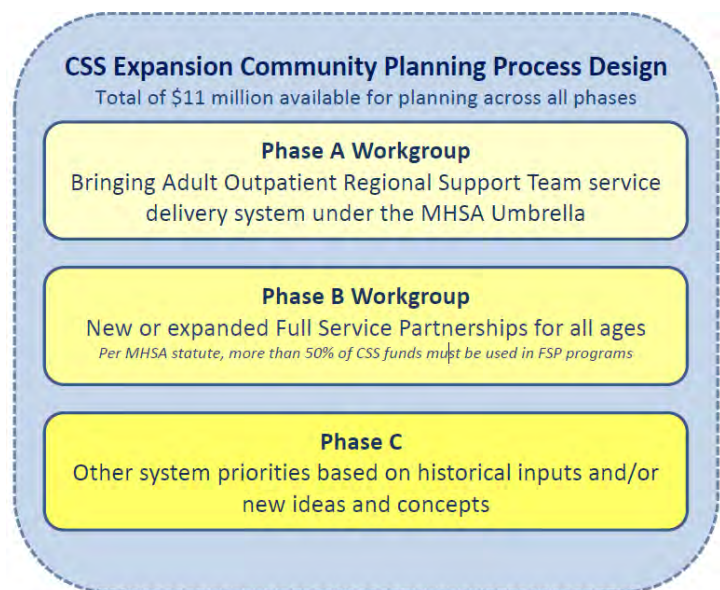 CSS Expansion Community Planning Process Design
Total of $11 million available for planning across all phases
Phase A Workgroup
Bringing Adult Outpatient Regional Support Team service
delivery system under the MHSA Umbrella
Phase B Workgroup
New or expanded Full Service Partnerships for all ages
Per MHSA statute, more than 50% of CSS funds must be used in FSP programs
Phase C
Other system priorities based on historical inputs and/or
new ideas and concepts